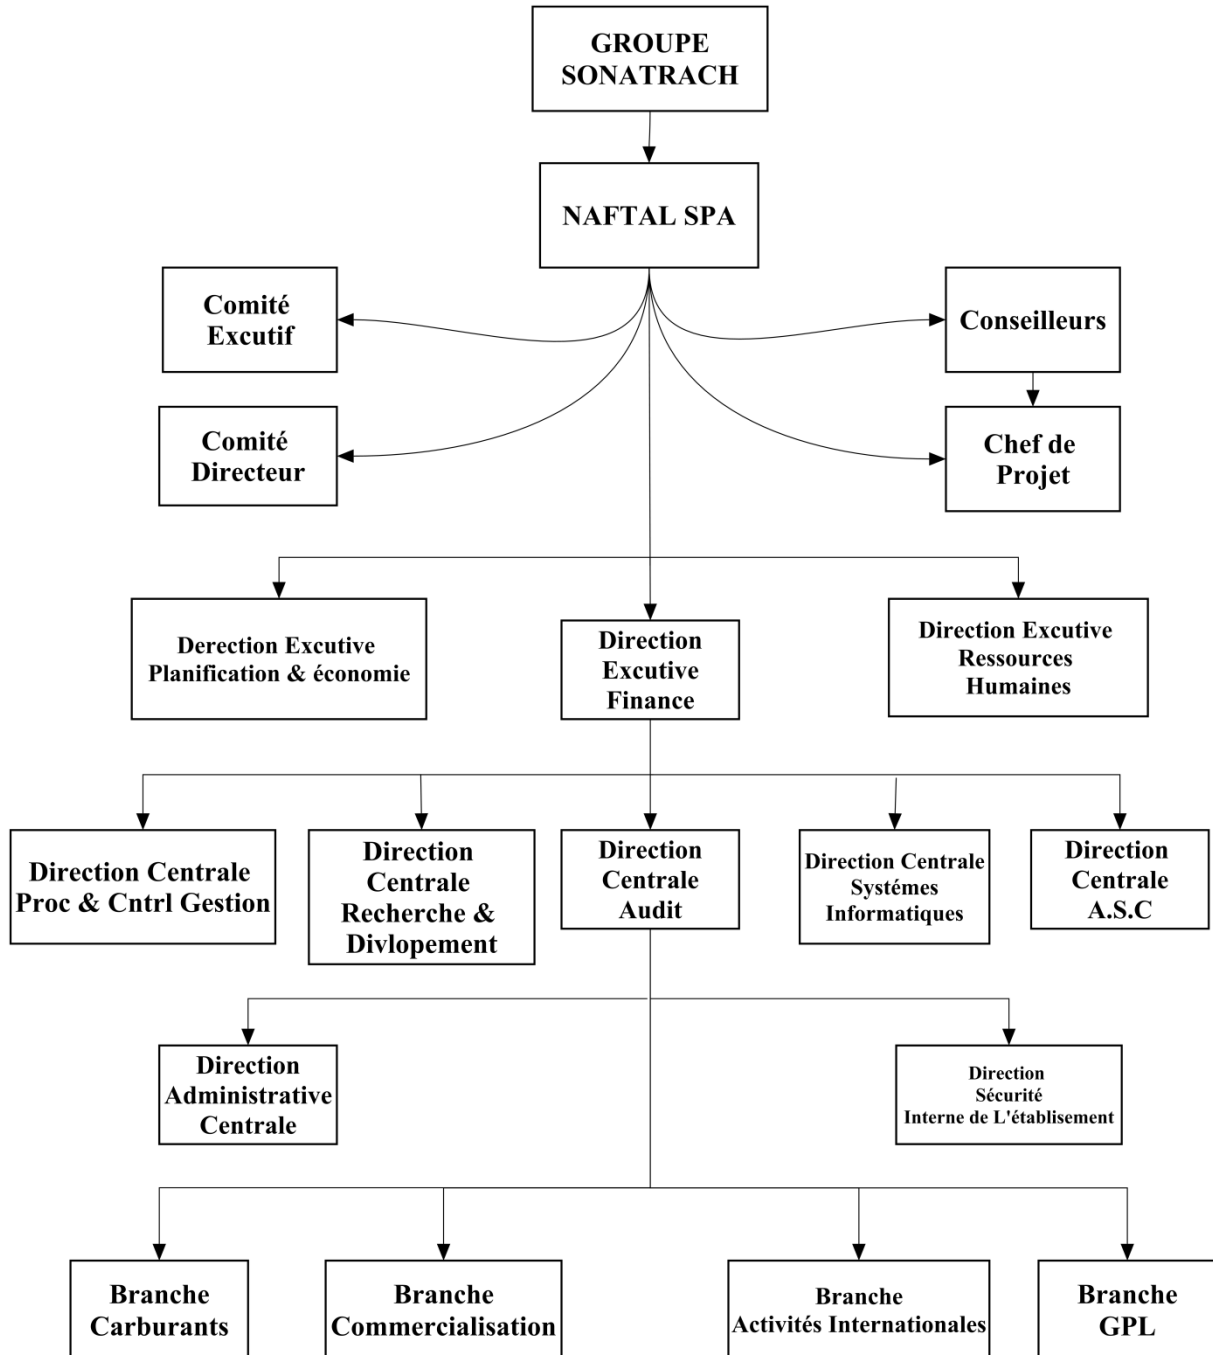 GROUPE
SONATRACH
NAFTAL SPA
Comité
Excutif
Conseilleurs
Comité
Directeur
Chef de
Projet
Derection Excutive
Planification & économie
Direction
Excutive
Finance
Direction Excutive
Ressources
Humaines
Direction Centrale
Proc & Cntrl Gestion
Direction
Centrale
Recherche &
Divlopement
Direction
Centrale
Audit
Direction Centrale
Systémes
Informatiques
Direction
Centrale
A.S.C
Direction
Administrative
Centrale
Direction
Sécurité
Interne de L'établisement
Branche
Carburants
Branche
Commercialisation
Branche
Activités Internationales
Branche
GPL